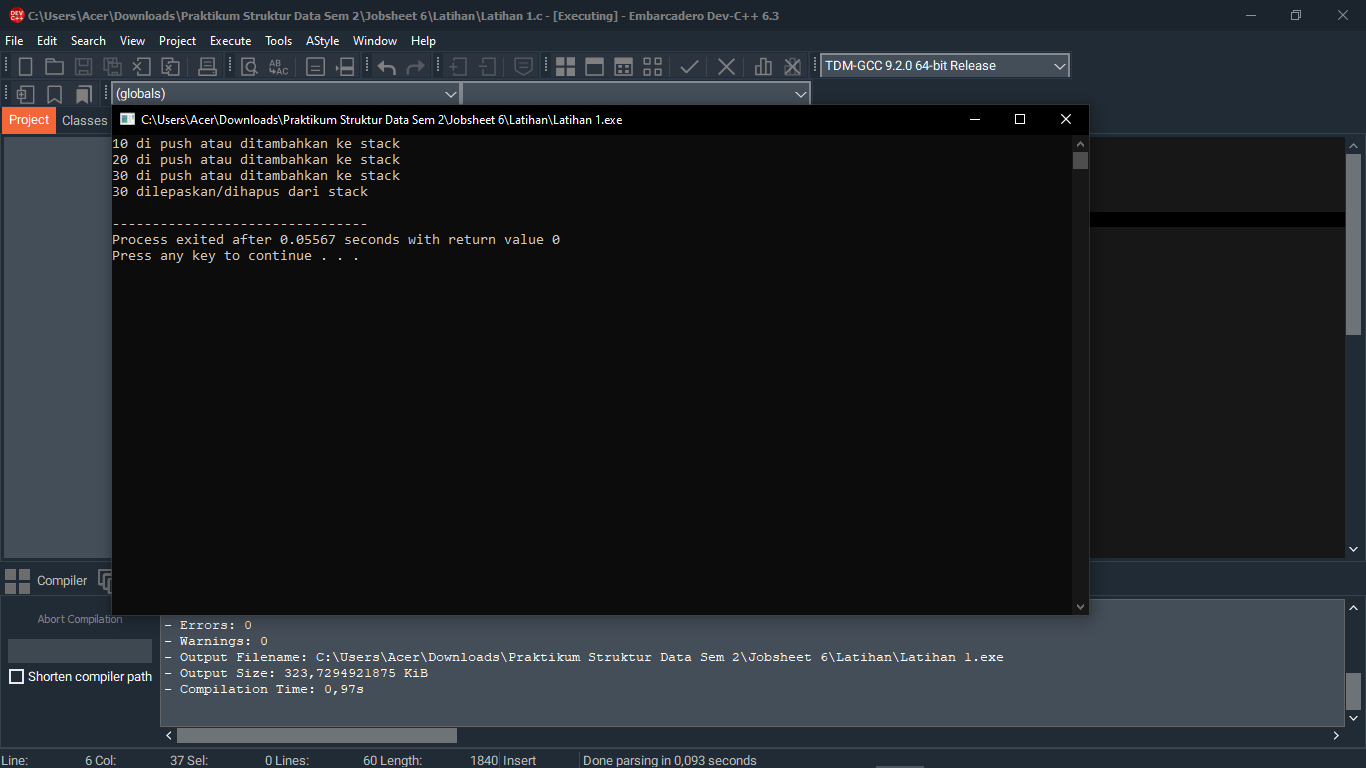 C:\Users\Acer\Downloads\Praktikum Struktur Data Sem 2\Jobsheet 6\Latihan\Latihan 1.c - [Executing] - Embarcadero Dev-C++ 6.3
File Edit Search View Project Execute Tools AStyle Window Help
TDM-GCC 9.2.0 64-bit Release
(globals)
Project Classes
C:\Users\Acer\Downloads\Praktikum Struktur Data Sem 2\Jobsheet 6\Latihan\Latihan 1.exe
10 di push atau ditambahkan ke stack
20 di push atau ditambahkan ke stack
30 di push atau ditambahkan ke stack
30 dilepaskan/dihapus dari stack
--------------------------------
Process exited after 0.05567 seconds with return value 0
Press any key to continue . . .
Compiler
Abort Compilation
Shorten compiler path
- Errors: 0
- Warnings: 0
- Output Filename: C:\Users\Acer\Downloads\Praktikum Struktur Data Sem 2\Jobsheet 6\Latihan\Latihan 1.exe
- Output Size: 323,7294921875 KiB
- Compilation Time: 0,97s
Line: 6 Col: 37 Sel: 0 Lines: 60 Length: 1840 Insert Done parsing in 0,093 seconds